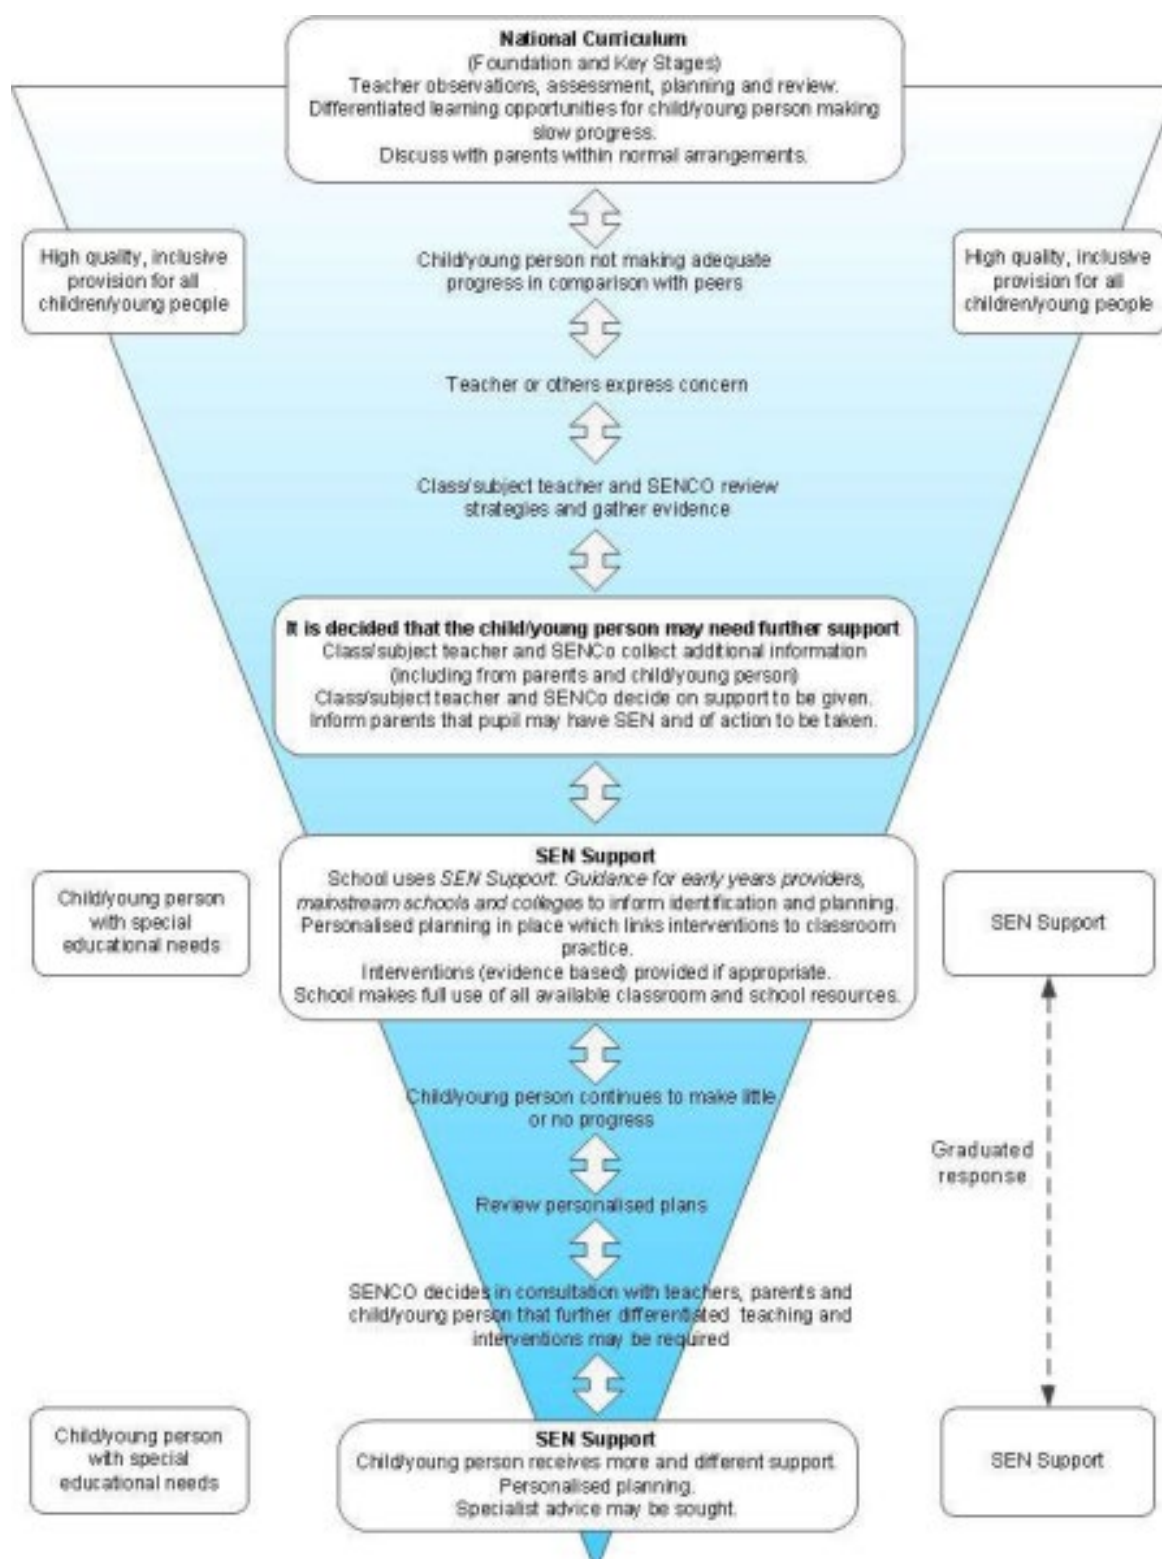 National Curriculum
(Foundation and Key Stages)
Teacher observations, assessment, planning and review.
Differentiated learning opportunities for child/young person making
slow progress.
Discuss with parents within normal arrangements.
High quality, inclusive
provision for all
children/young people
High quality, inclusive
provision for all
children/young people
Child/young person not making adequate
progress in comparison with peers
Teacher or others express concern
Class/subject teacher and SENCO review
strategies and gather evidence
It is decided that the child/young person may need further support
Class/subject teacher and SENCo collect additional information
(including from parents and child/young person)
Class/subject teacher and SENCo decide on support to be given.
Inform parents that pupil may have SEN and of action to be taken.
Child/young person
with special
educational needs
SEN Support
School uses SEN Support: Guidance for early years providers,
mainstream schools and colleges to inform identification and planning.
Personalised planning in place which links interventions to classroom
practice.
Interventions (evidence based) provided if appropriate.
School makes full use of all available classroom and school resources.
SEN Support
Child/young person continues to make little
or no progress
Graduated
response
Review personalised plans
SENCO decides in consultation with teachers, parents and
child/young person that further differentiated teaching and
interventions may be required
Child/young person
with special
educational needs
SEN Support
Child/young person receives more and different support
Personalised planning.
Specialist advice may be sought.
SEN Support